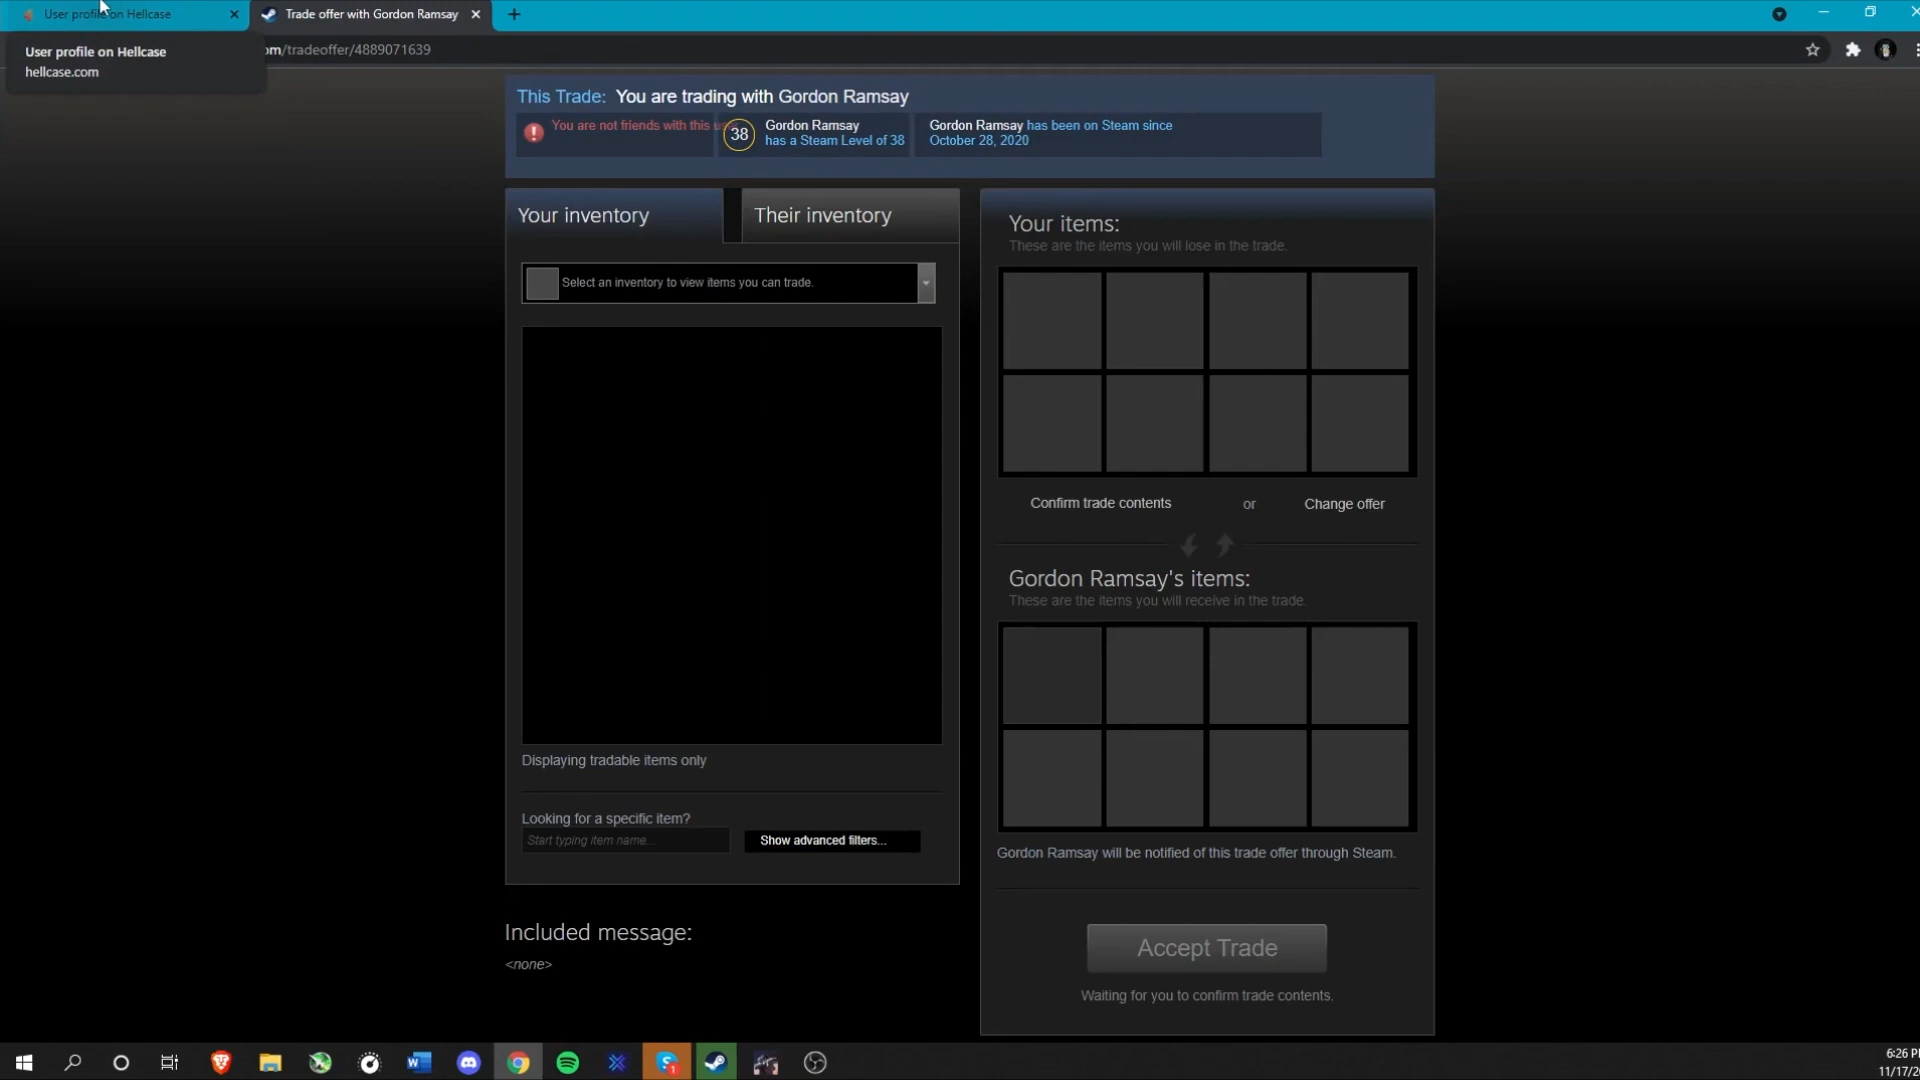 User profile on Hellcase
Trade offer with Gordon Ramsay
User profile on Hellcase
hellcase.com
om/tradeoffer/4889071639
This Trade: You are trading with Gordon Ramsay
You are not friends with this
38
Gordon Ramsay
has a Steam Level of 38
Gordon Ramsay has been on Steam since
October 28, 2020
Your inventory
Their inventory
Select an inventory to view items you can trade.
Displaying tradable items only
Looking for a specific item?
Start typing item name...
Show advanced filters...
Included message:
<none>
Your items:
These are the items you will lose in the trade.
Confirm trade contents
or
Change offer
Gordon Ramsay's items:
These are the items you will receive in the trade.
Gordon Ramsay will be notified of this trade offer through Steam.
Accept Trade
Waiting for you to confirm trade contents.
6:26 P
11/17/20